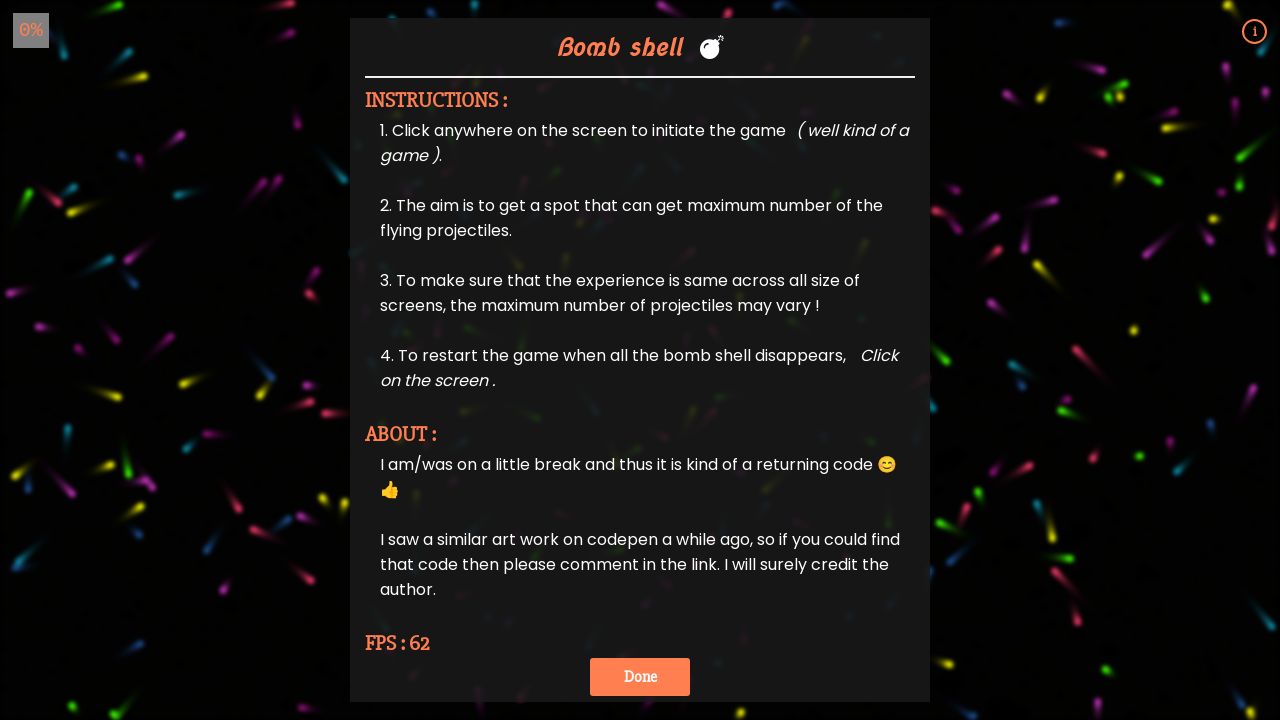 0%
i
Bomb shell 💣
INSTRUCTIONS :
1. Click anywhere on the screen to initiate the game ( well kind of a
game ).
2. The aim is to get a spot that can get maximum number of the
flying projectiles.
3. To make sure that the experience is same across all size of
screens, the maximum number of projectiles may vary !
4. To restart the game when all the bomb shell disappears, Click
on the screen .
ABOUT :
I am/was on a little break and thus it is kind of a returning code 😊
👍
I saw a similar art work on codepen a while ago, so if you could find
that code then please comment in the link. I will surely credit the
author.
FPS : 62
Done